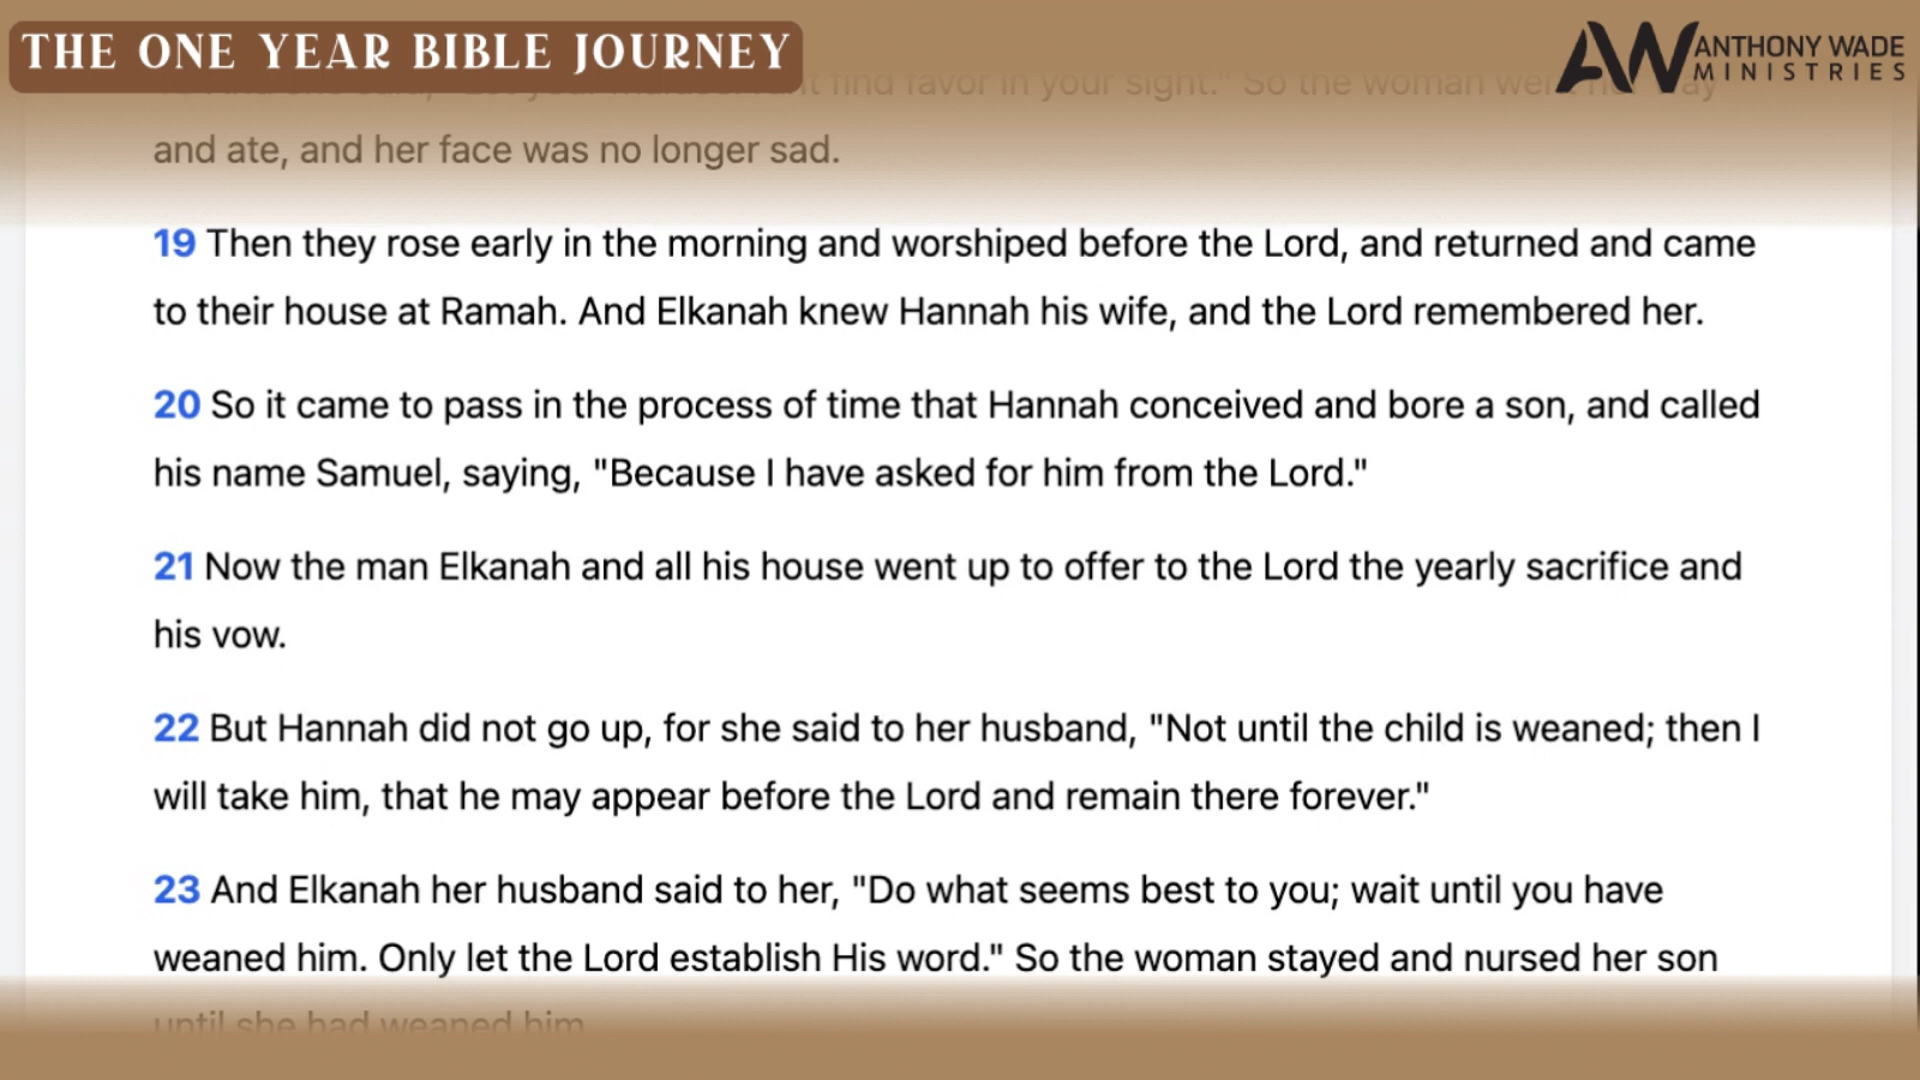 THE ONE YEAR BIBLE JOURNEY
ANTHONY WADE
MINISTRIES
find favor in your sight." So the woman
and ate, and her face was no longer sad.
19 Then they rose early in the morning and worshiped before the Lord, and returned and came
to their house at Ramah. And Elkanah knew Hannah his wife, and the Lord remembered her.
20 So it came to pass in the process of time that Hannah conceived and bore a son, and called
his name Samuel, saying, "Because I have asked for him from the Lord."
21 Now the man Elkanah and all his house went up to offer to the Lord the yearly sacrifice and
his vow.
22 But Hannah did not go up, for she said to her husband, "Not until the child is weaned; then I
will take him, that he may appear before the Lord and remain there forever."
23 And Elkanah her husband said to her, "Do what seems best to you; wait until you have
weaned him. Only let the Lord establish His word." So the woman stayed and nursed her son
until she had weaned him